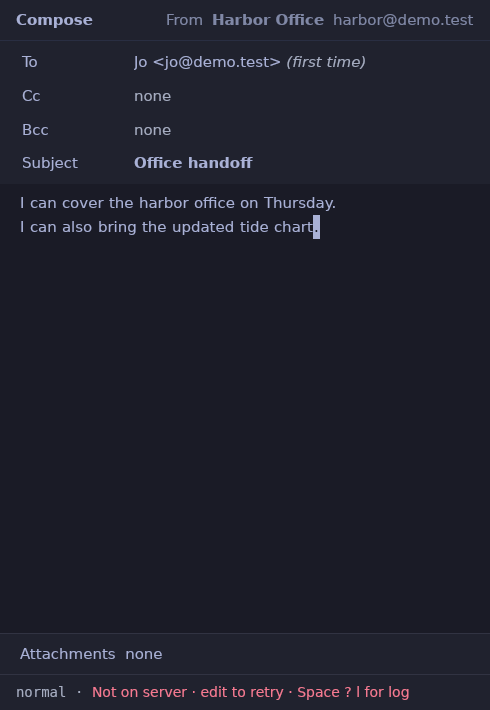 Compose From Harbor Office harbor@demo.test
To Jo <jo@demo.test> (first time)
Cc none
Bcc none
Subject Office handoff
I can cover the harbor office on Thursday.
I can also bring the updated tide chart.
Attachments none
normal · Not on server · edit to retry · Space ? l for log